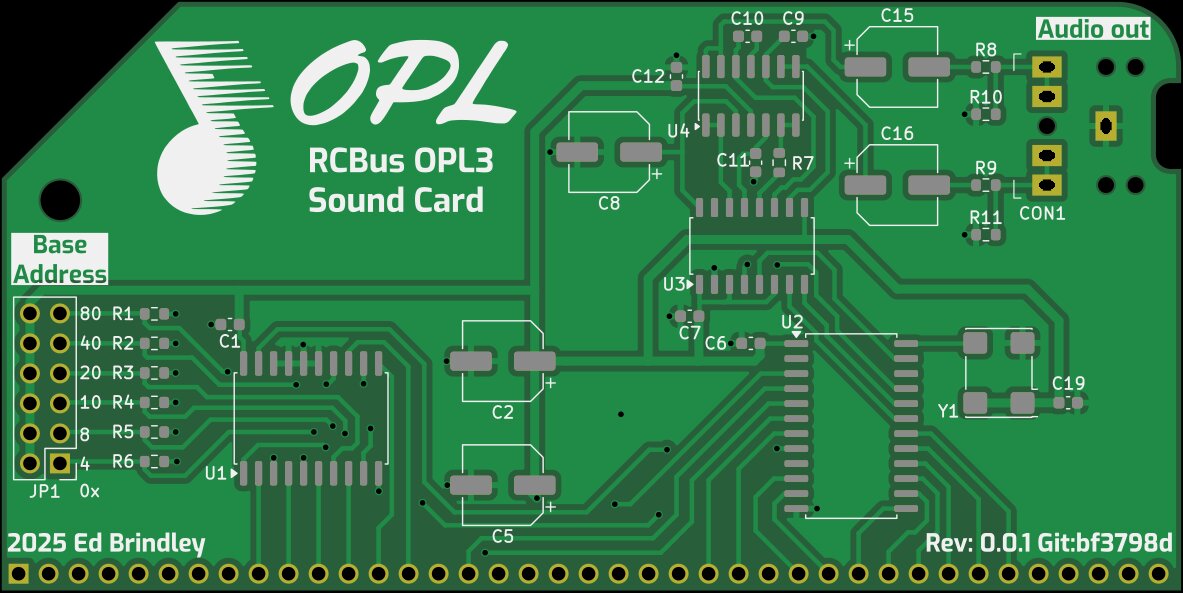 OPL
RCBus OPL3
Sound Card
Audio out
C10 C9
C15
R8
C12
R10
U4
C16
C11 R7
R9
C8
CON1
R11
Base
Address
U3
80 R1
C1
C7
U2
40 R2
C6
20 R3
C19
10 R4
C2
Y1
8 R5
4 R6
U1
JP1 0x
C5
2025 Ed Brindley
Rev: 0.0.1 Git:bf3798d